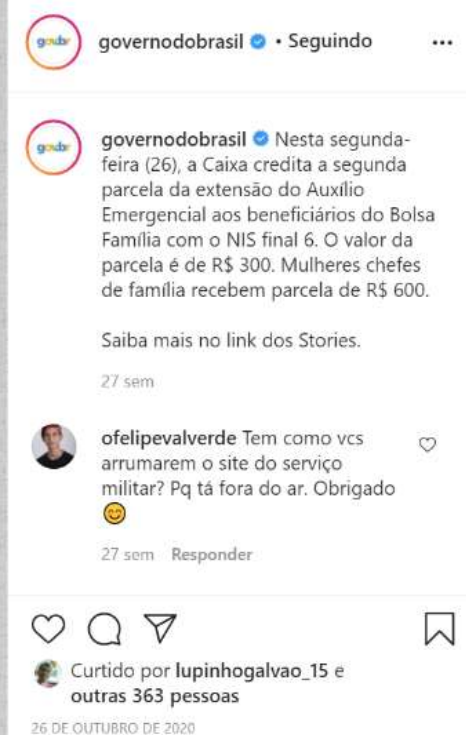 gov.br
governodobrasil • Seguindo
gov.br
governodobrasil Nesta segunda-
feira (26), a Caixa credita a segunda
parcela da extensão do Auxílio
Emergencial aos beneficiários do Bolsa
Família com o NIS final 6. O valor da
parcela é de R$ 300. Mulheres chefes
de família recebem parcela de R$ 600.
Saiba mais no link dos Stories.
27 sem
ofelipevalverde Tem como vcs
arrumarem o site do serviço
militar? Pq tá fora do ar. Obrigado
27 sem Responder
Curtido por lupinhogalvao_15 e
outras 363 pessoas
26 DE OUTUBRO DE 2020